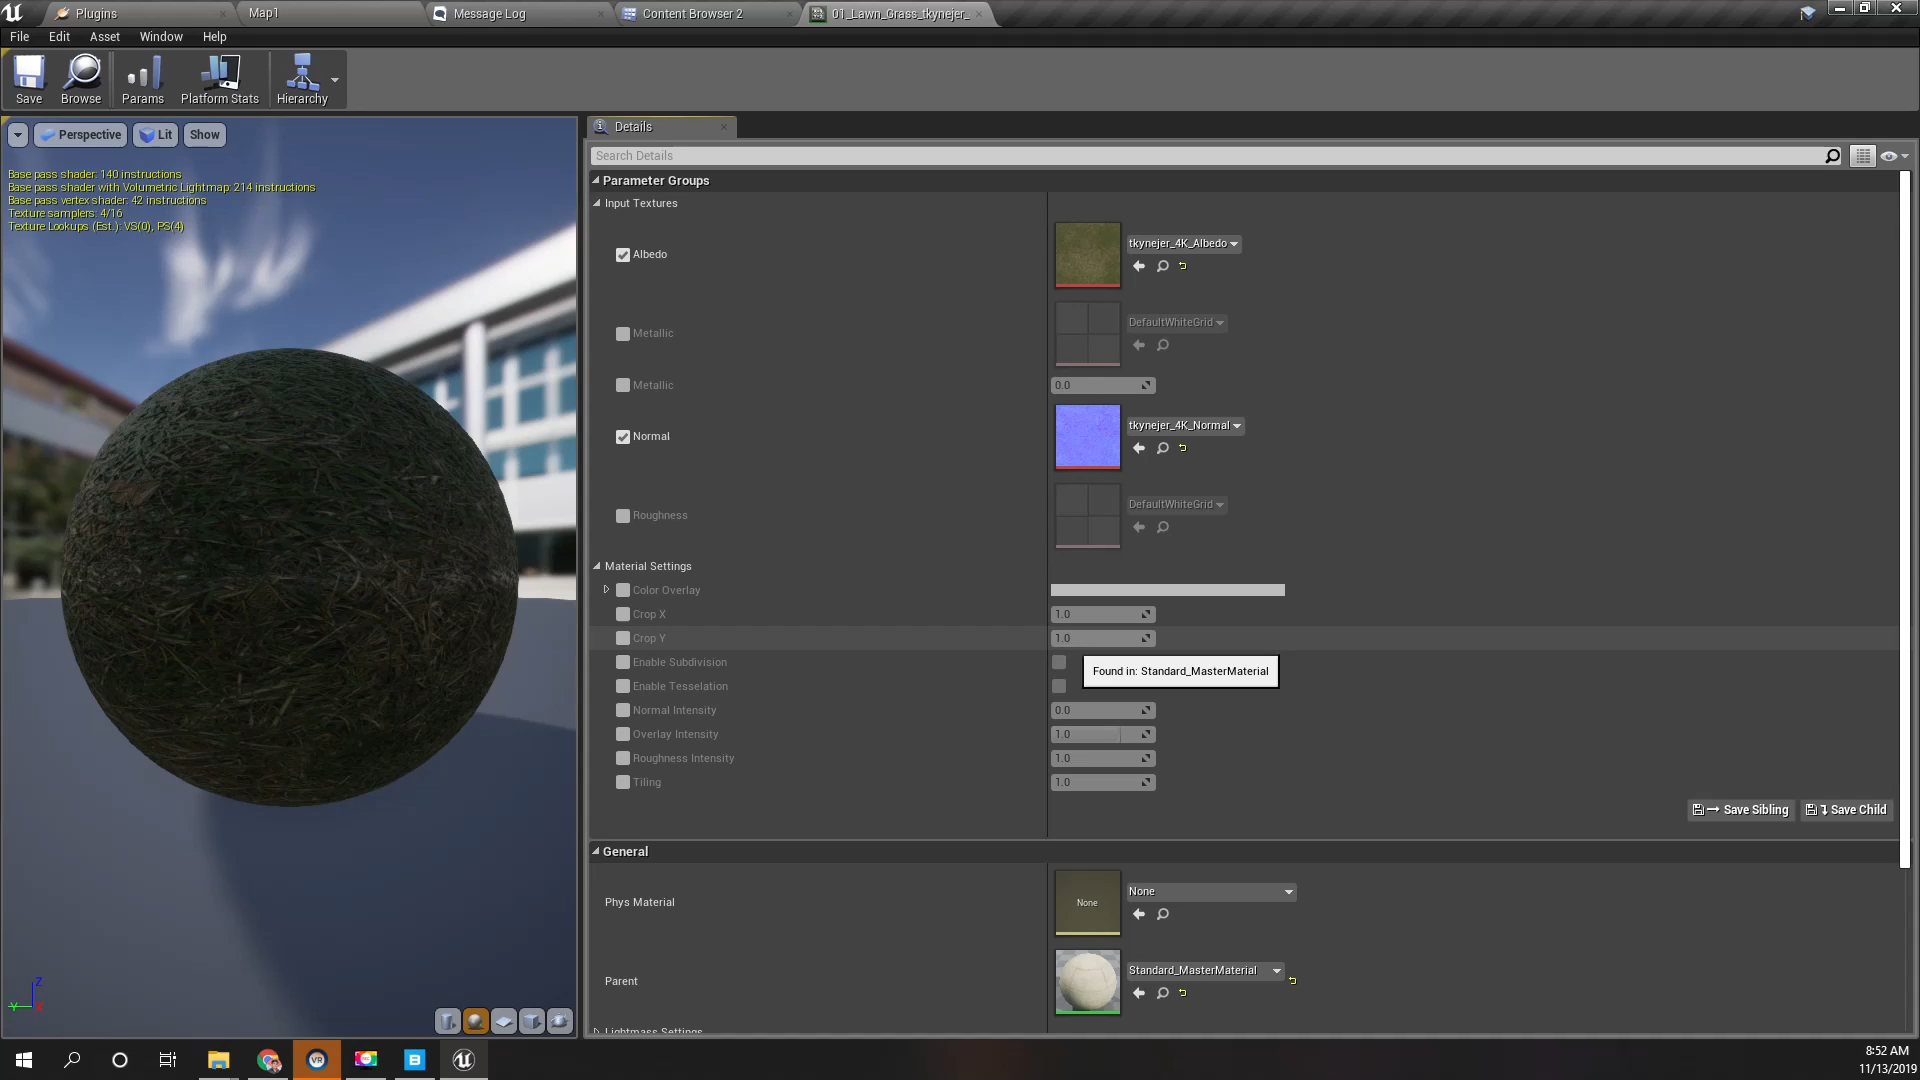 Plugins
Map1
Message Log
Content Browser 2
01_Lawn_Grass_tkynejer_
File Edit Asset Window Help
Save
Browse
Params
Platform Stats
Hierarchy
Perspective
Lit
Show
Base pass shader: 140 instructions
Base pass shader with Volumetric Lightmap: 214 instructions
Base pass vertex shader: 42 instructions
Texture samplers: 4/16
Texture Lookups (Est.): VS(0), PS(4)
Z
Y
X
Details
Search Details
Parameter Groups
Input Textures
Albedo
tkynejer_4K_Albedo
Metallic
DefaultWhiteGrid
Metallic
0.0
Normal
tkynejer_4K_Normal
Roughness
DefaultWhiteGrid
Material Settings
Color Overlay
Crop X
1.0
Crop Y
1.0
Enable Subdivision
Found in: Standard_MasterMaterial
Enable Tesselation
Normal Intensity
0.0
Overlay Intensity
1.0
Roughness Intensity
1.0
Tiling
1.0
Save Sibling
Save Child
General
Phys Material
None
None
Parent
Standard_MasterMaterial
Lightmass Settings
VR
B
8:52 AM
11/13/2019